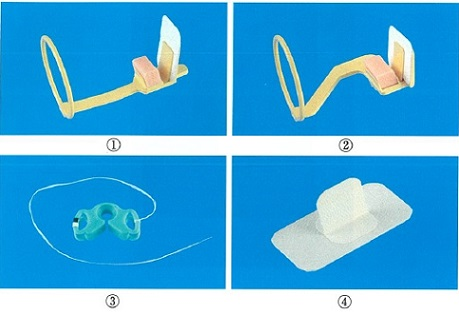 ①
②
③
④